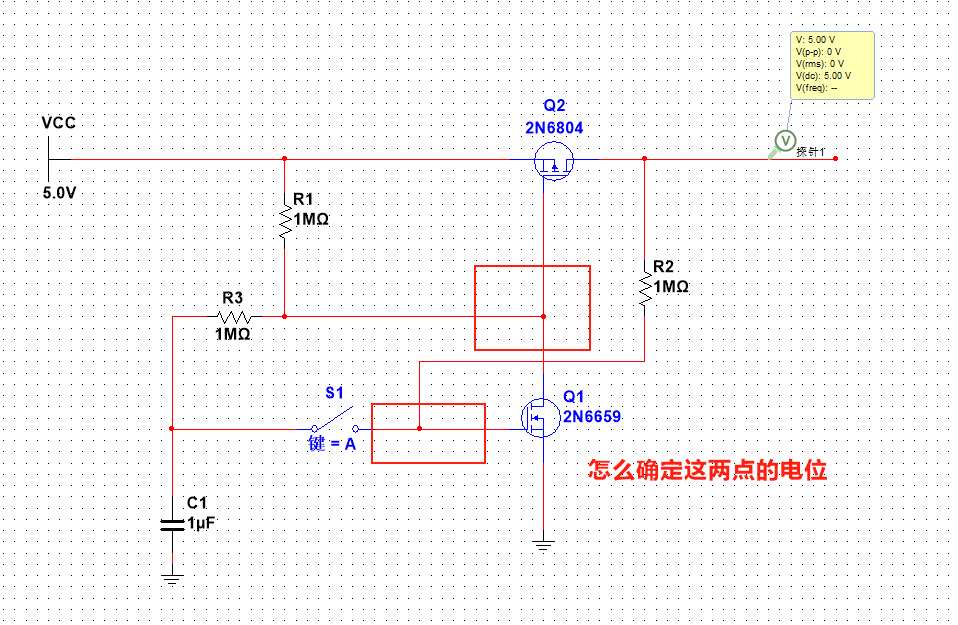 V: 5.00 V
V(p-p): 0 V
V(rms): 0 V
V(dc): 5.00 V
V(freq): --
Q2
2N6804
VCC
探针1
5.0V
R1
1MΩ
R2
1MΩ
R3
1MΩ
S1
键 = A
Q1
2N6659
怎么确定这两点的电位
C1
1µF